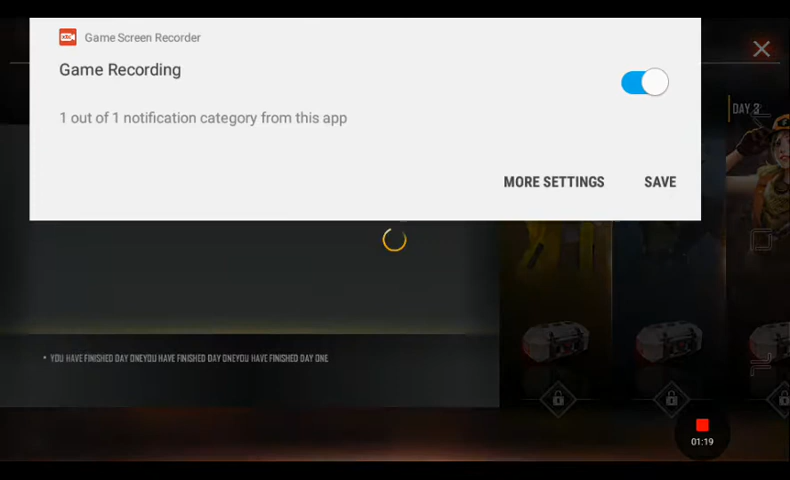 Game Screen Recorder
Game Recording
1 out of 1 notification category from this app
MORE SETTINGS
SAVE
DAY 3
• YOU HAVE FINISHED DAY ONEYOU HAVE FINISHED DAY ONEYOU HAVE FINISHED DAY ONE
01:19